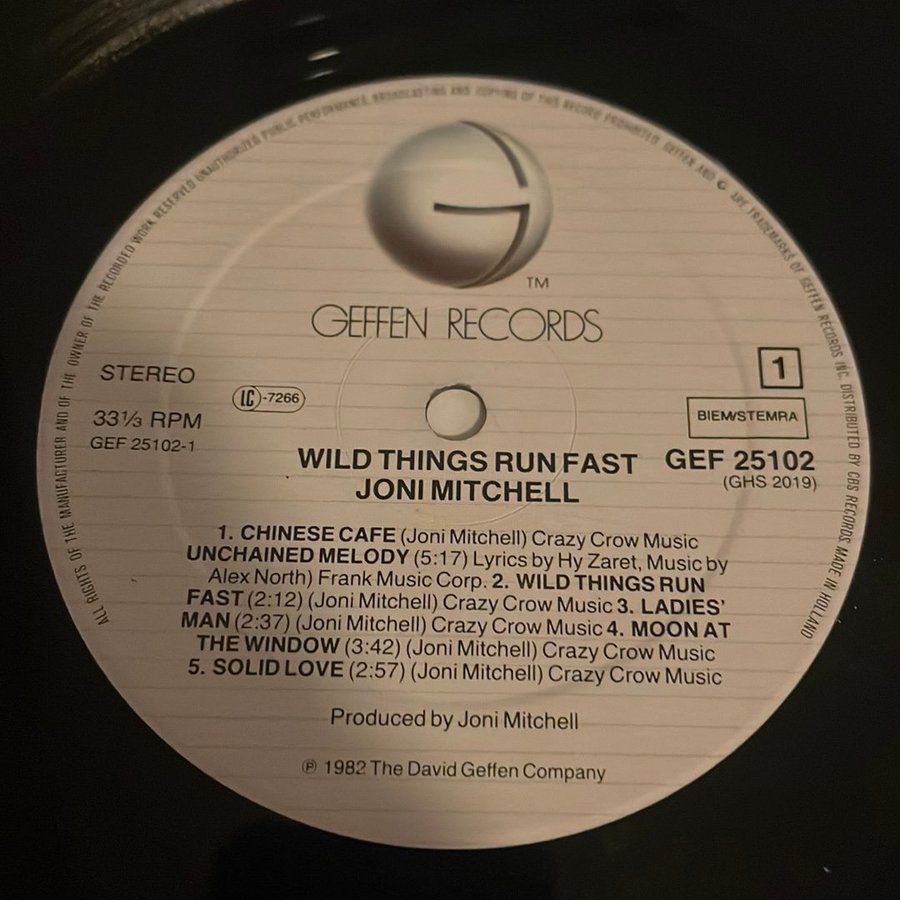 ALL RIGHTS OF THE MANUFACTURER AND OF THE OWNER OF THE RECORDED WORK RESERVED UNAUTHORIZED PUBLIC PERFORMANCE, BROADCASTING AND COPYING OF THIS RECORD PROHIBITED. GEFFEN AND G ARE TRADEMARKS OF GEFFEN RECORDS INC. DISTRIBUTED BY CBS RECORDS MADE IN HOLLAND
TM
GEFFEN RECORDS
STEREO
33⅓ RPM
GEF 25102-1
LC-7266
1
BIEM/STEMRA
GEF 25102
(GHS 2019)
WILD THINGS RUN FAST
JONI MITCHELL
1. CHINESE CAFE (Joni Mitchell) Crazy Crow Music
UNCHAINED MELODY (5:17) Lyrics by Hy Zaret, Music by
Alex North) Frank Music Corp. 2. WILD THINGS RUN
FAST (2:12) (Joni Mitchell) Crazy Crow Music 3. LADIES'
MAN (2:37) (Joni Mitchell) Crazy Crow Music 4. MOON AT
THE WINDOW (3:42) (Joni Mitchell) Crazy Crow Music
5. SOLID LOVE (2:57) (Joni Mitchell) Crazy Crow Music
Produced by Joni Mitchell
℗ 1982 The David Geffen Company